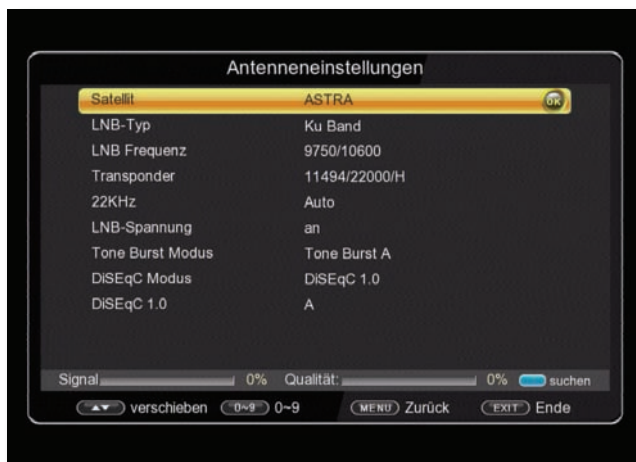 Antenneneinstellungen
Satellit ASTRA OK
LNB-Typ Ku Band
LNB Frequenz 9750/10600
Transponder 11494/22000/H
22KHz Auto
LNB-Spannung an
Tone Burst Modus Tone Burst A
DiSEqC Modus DiSEqC 1.0
DiSEqC 1.0 A
Signal 0% Qualität: 0% suchen
verschieben 0~9 0~9 MENU Zurück EXIT Ende